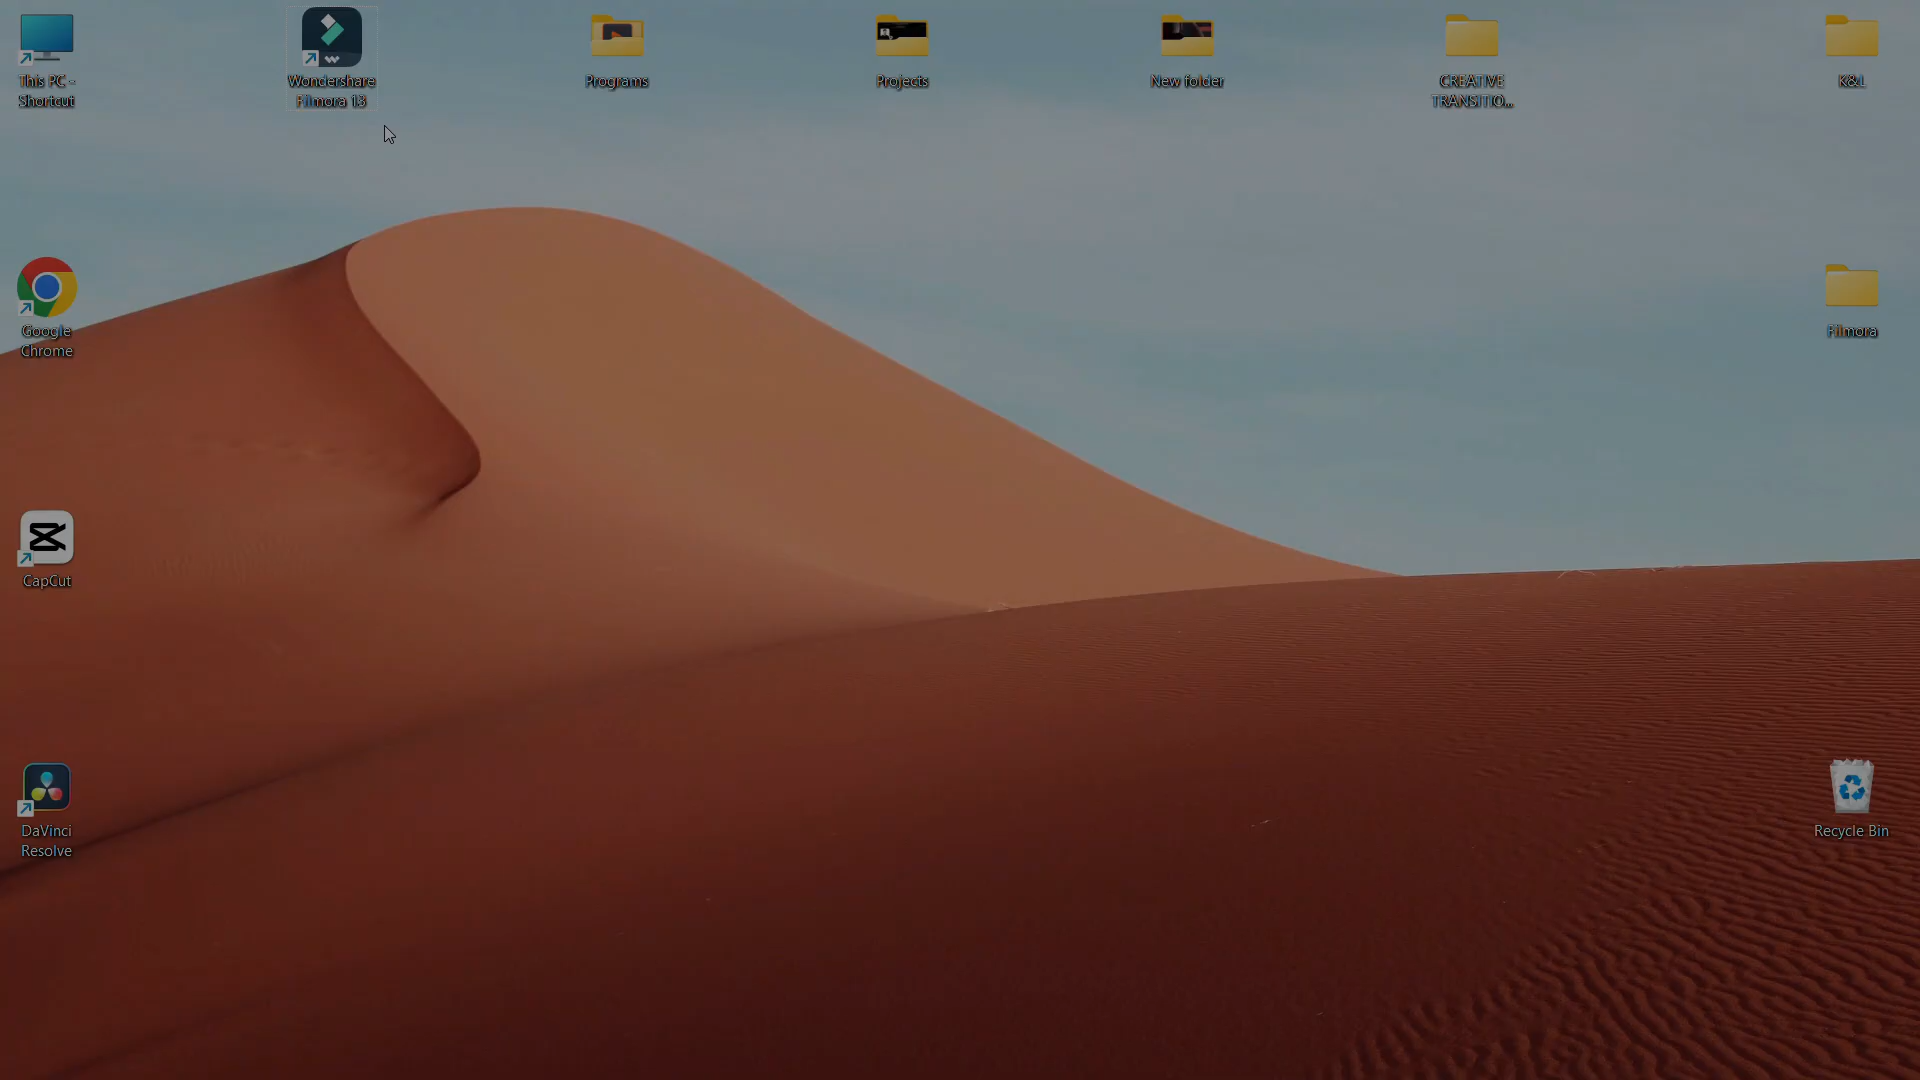 This PC -
Shortcut
Wondershare
Filmora 13
Programs
Projects
New folder
CREATIVE
TRANSITIO...
K&L
Google
Chrome
Filmora
CapCut
DaVinci
Resolve
Recycle Bin